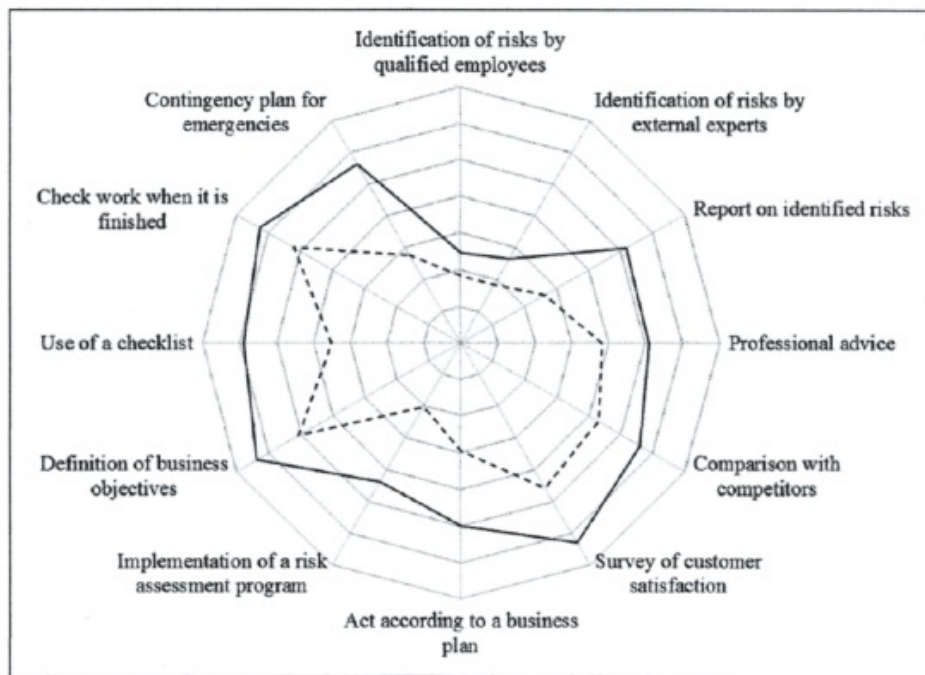 Identification of risks by
qualified employees
Contingency plan for
emergencies
Identification of risks by
external experts
Check work when it is
finished
Report on identified risks
Use of a checklist
Professional advice
Definition of business
objectives
Comparison with
competitors
Implementation of a risk
assessment program
Survey of customer
satisfaction
Act according to a business
plan